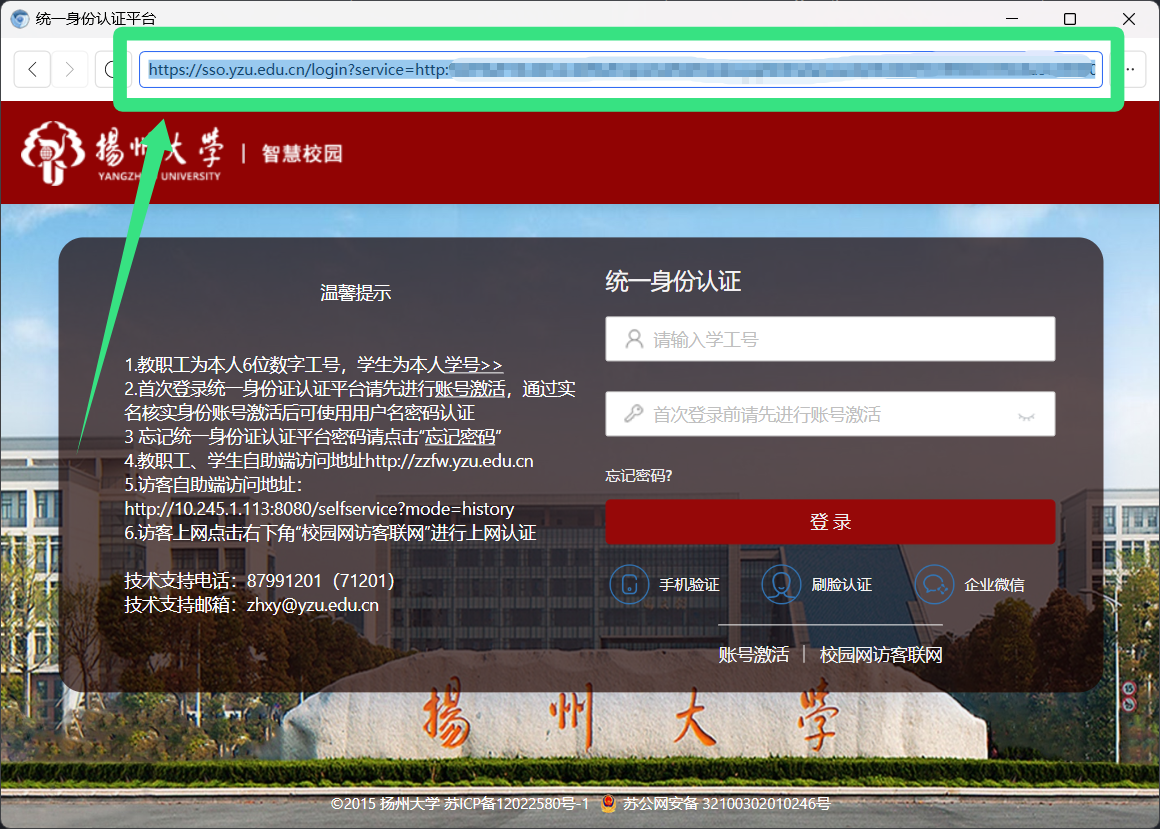 统一身份认证平台
https://sso.yzu.edu.cn/login?service=http:
揚州大学 | 智慧校园
YANGZHOU UNIVERSITY
温馨提示
1.教职工为本人6位数字工号，学生为本人学号>>
2.首次登录统一身份证认证平台请先进行账号激活，通过实
名核实身份账号激活后可使用用户名密码认证
3 忘记统一身份证认证平台密码请点击“忘记密码”
4.教职工、学生自助端访问地址http://zzfw.yzu.edu.cn
5.访客自助端访问地址：
http://10.245.1.113:8080/selfservice?mode=history
6.访客上网点击右下角“校园网访客联网”进行上网认证
技术支持电话：87991201（71201）
技术支持邮箱：zhxy@yzu.edu.cn
统一身份认证
请输入学工号
首次登录前请先进行账号激活
忘记密码?
登 录
手机验证 刷脸认证 企业微信
账号激活 | 校园网访客联网
揚州大學
©2015 扬州大学 苏ICP备12022580号-1 苏公网安备 32100302010246号